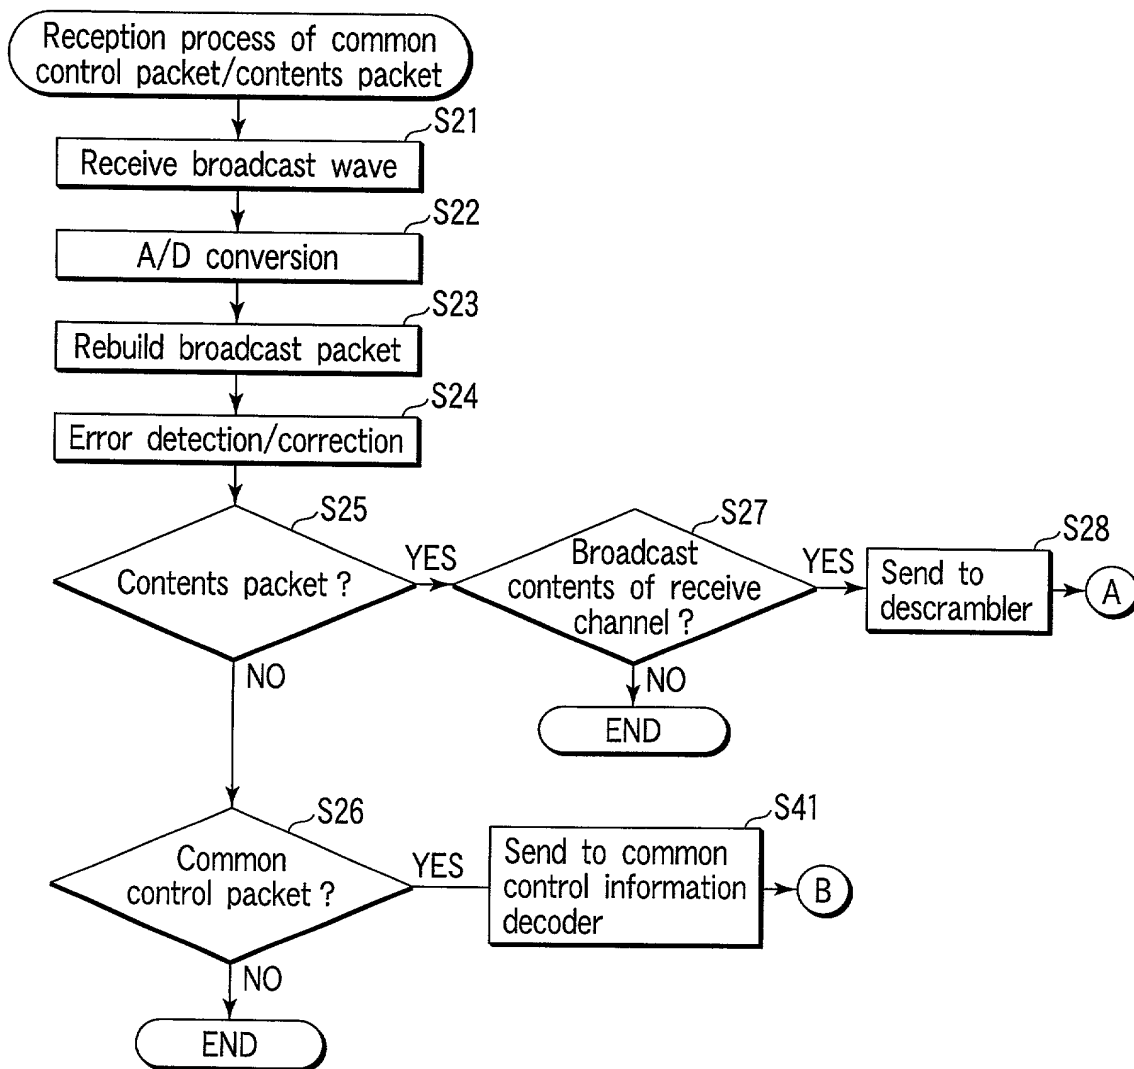 Reception process of common
control packet/contents packet
S21
Receive broadcast wave
S22
A/D conversion
S23
Rebuild broadcast packet
S24
Error detection/correction
S25
Contents packet ?
YES
NO
S27
Broadcast
contents of receive
channel ?
YES
NO
END
S28
Send to
descrambler
A
S26
Common
control packet ?
YES
NO
END
S41
Send to common
control information
decoder
B